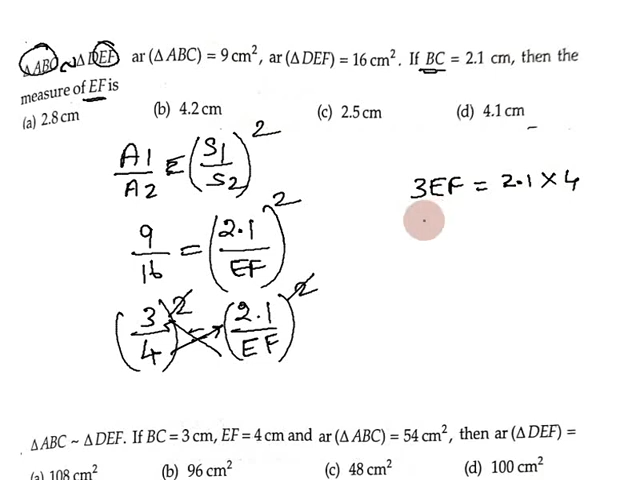 △ABC ~ △DEF ar (△ABC) = 9 cm², ar (△DEF) = 16 cm². If BC = 2.1 cm, then the
measure of EF is
(a) 2.8 cm (b) 4.2 cm (c) 2.5 cm (d) 4.1 cm
A1/A2 = (S1/S2)²
3EF = 2.1 × 4
9/16 = (2.1/EF)²
(3/4)² = (2.1/EF)²
△ABC ~ △DEF. If BC = 3 cm, EF = 4 cm and ar (△ABC) = 54 cm², then ar (△DEF) =
(a) 108 cm² (b) 96 cm² (c) 48 cm² (d) 100 cm²